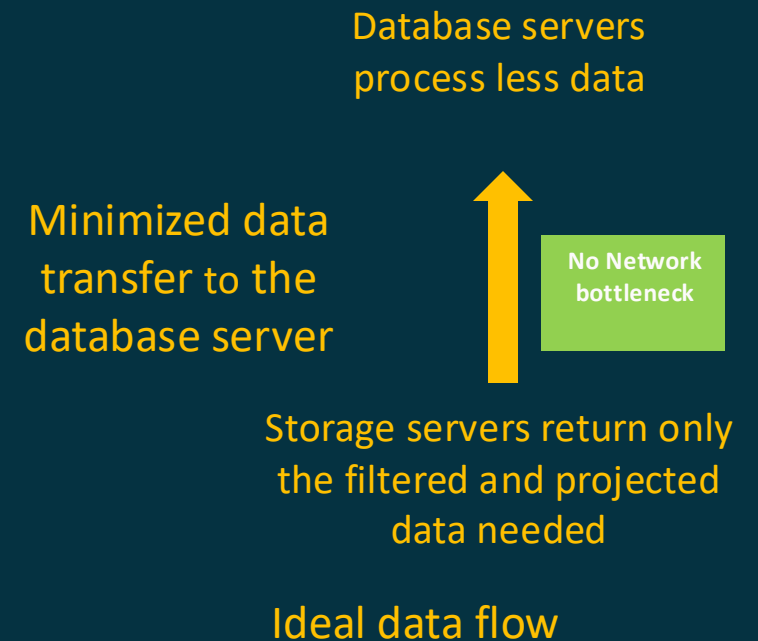 Database servers
process less data
Minimized data
transfer to the
database server
No Network
bottleneck
Storage servers return only
the filtered and projected
data needed
Ideal data flow